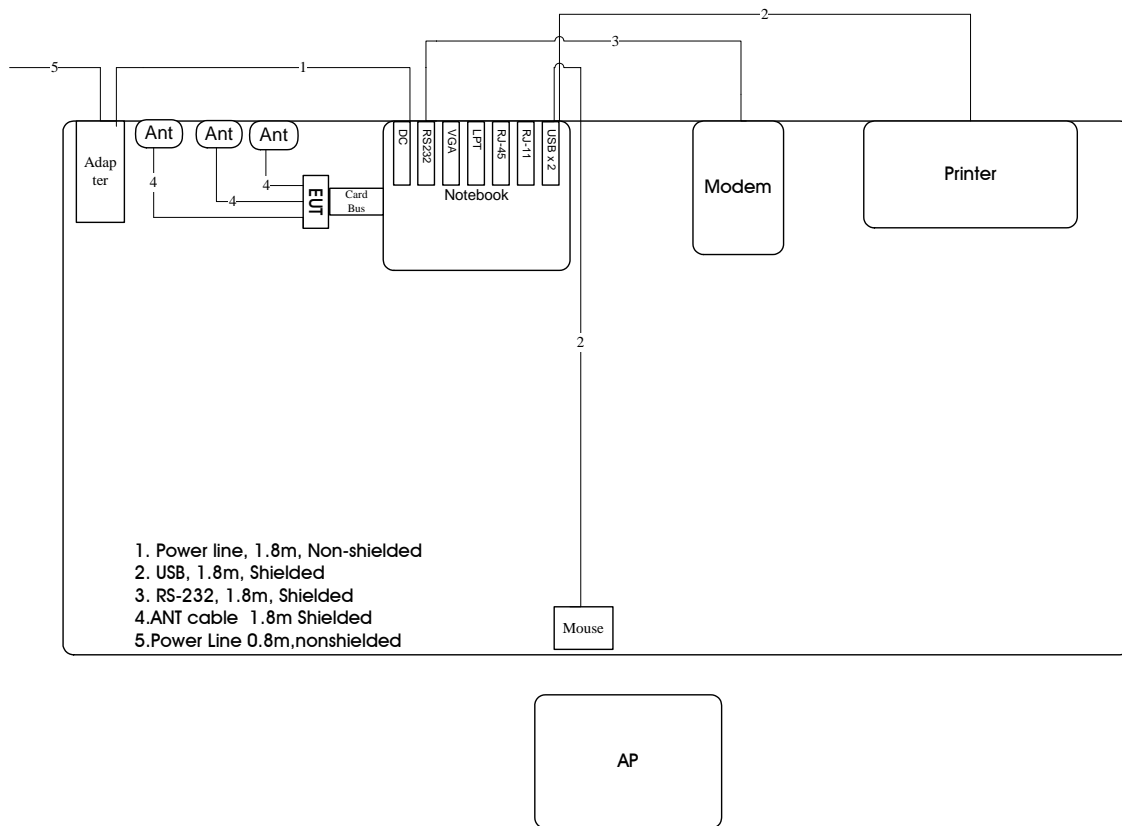 2
3
5
1
Ant
Ant
Ant
Adap
ter
DC
RS232
VGA
LPT
RJ-45
RJ-11
USB x 2
Modem
Printer
4
4
4
EUT
Card
Bus
Notebook
2
1. Power line, 1.8m, Non-shielded
2. USB, 1.8m, Shielded
3. RS-232, 1.8m, Shielded
4.ANT cable  1.8m Shielded
5.Power Line 0.8m,nonshielded
Mouse
AP